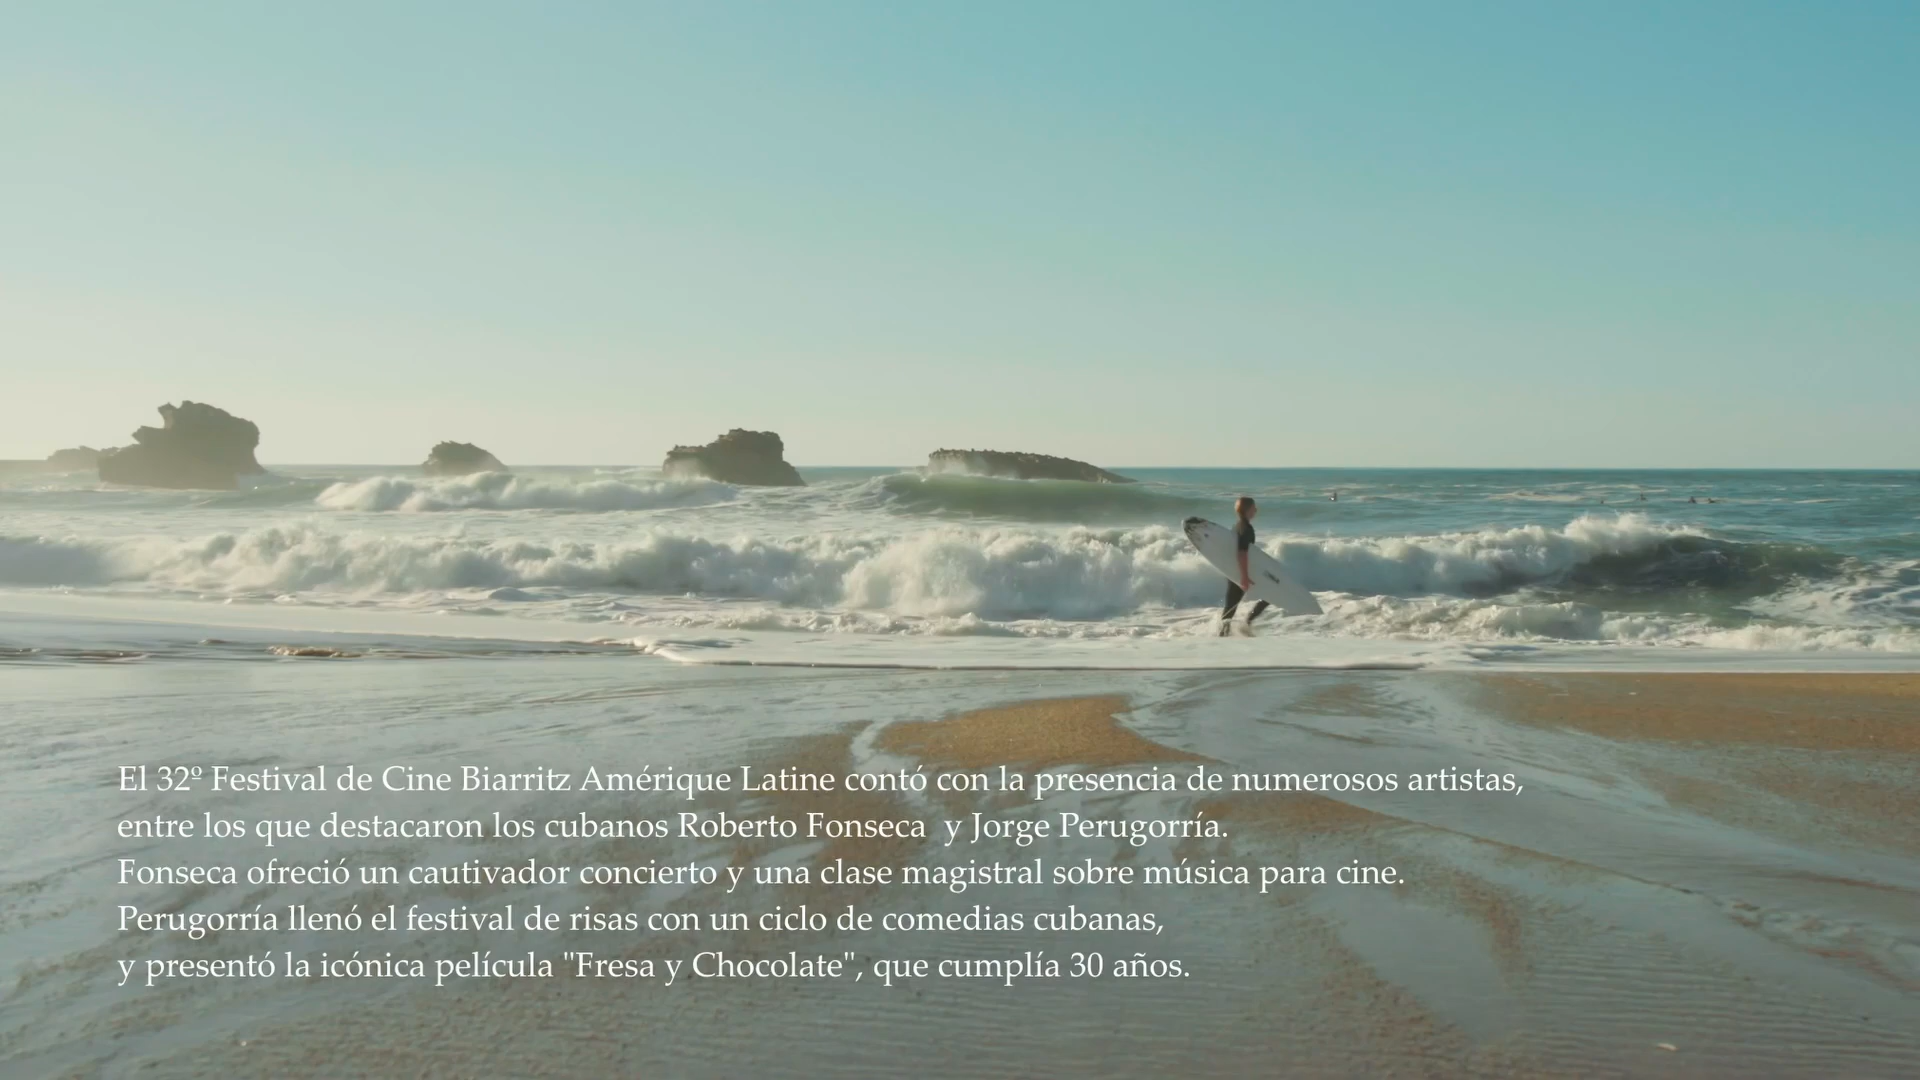 El 32º Festival de Cine Biarritz Amérique Latine contó con la presencia de numerosos artistas,
entre los que destacaron los cubanos Roberto Fonseca  y Jorge Perugorría.
Fonseca ofreció un cautivador concierto y una clase magistral sobre música para cine.
Perugorría llenó el festival de risas con un ciclo de comedias cubanas,
y presentó la icónica película "Fresa y Chocolate", que cumplía 30 años.